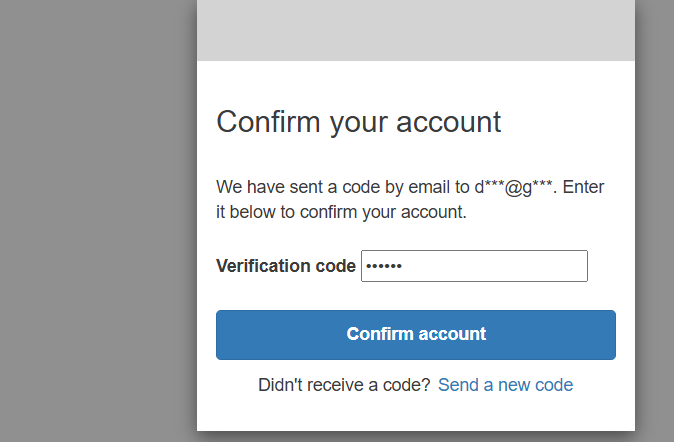 Confirm your account
We have sent a code by email to d***@g***. Enter
it below to confirm your account.
Verification code ••••••
Confirm account
Didn't receive a code? Send a new code